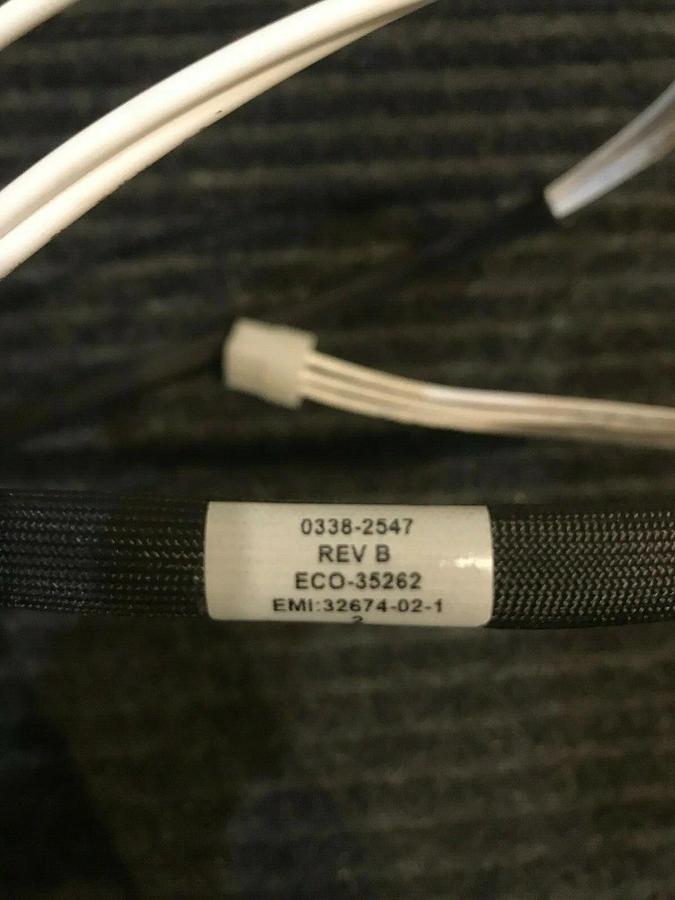 0338-2547
REV B
ECO-35262
EMI:32674-02-1
2